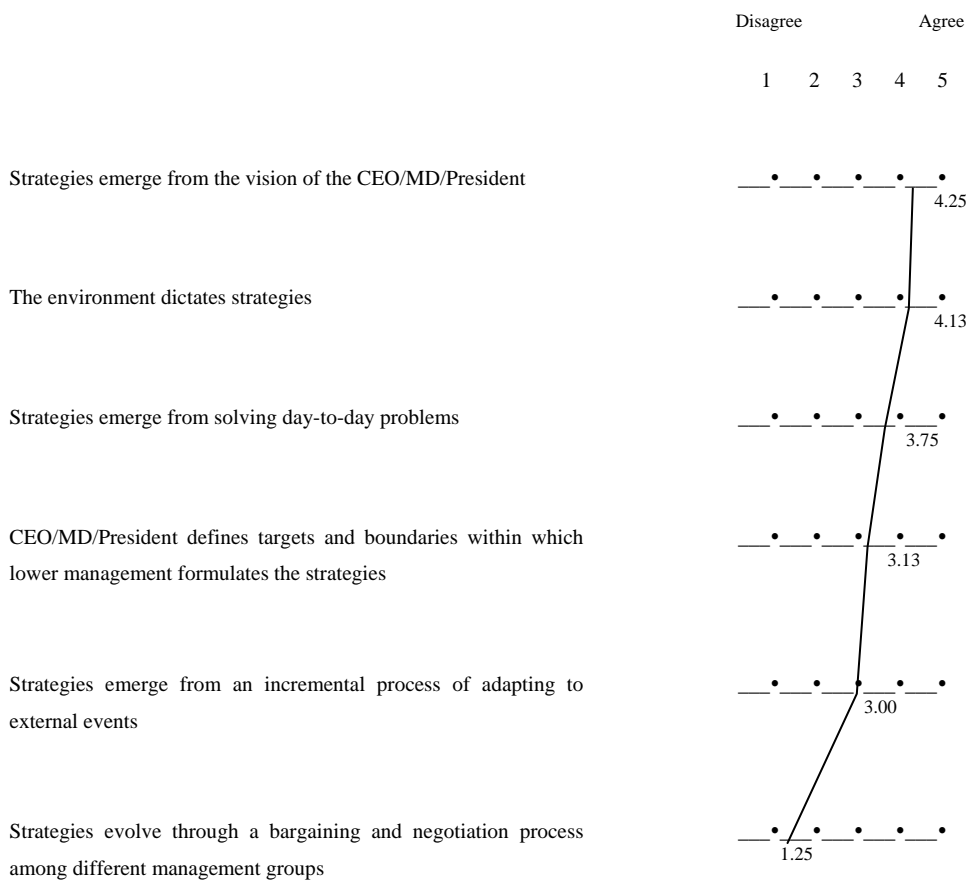 Disagree Agree
1 2 3 4 5
Strategies emerge from the vision of the CEO/MD/President
4.25
The environment dictates strategies
4.13
Strategies emerge from solving day-to-day problems
3.75
CEO/MD/President defines targets and boundaries within which
lower management formulates the strategies
3.13
Strategies emerge from an incremental process of adapting to
external events
3.00
Strategies evolve through a bargaining and negotiation process
among different management groups
1.25